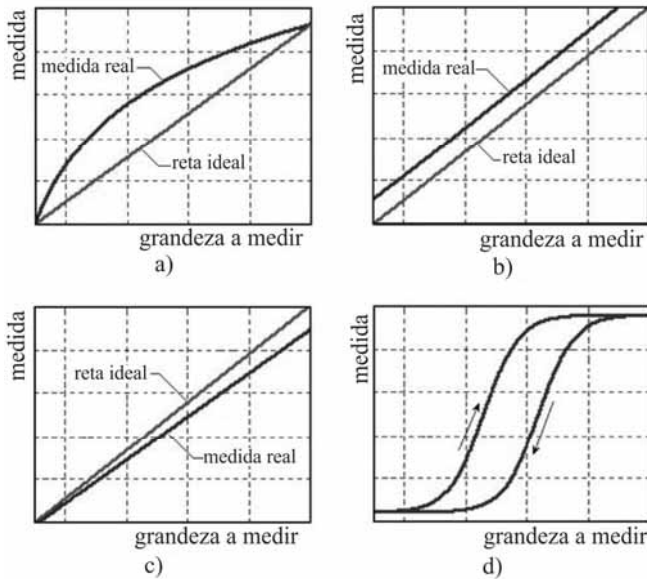 medida
medida real
reta ideal
grandeza a medir
a)
medida
medida real
reta ideal
grandeza a medir
b)
medida
reta ideal
medida real
grandeza a medir
c)
medida
grandeza a medir
d)